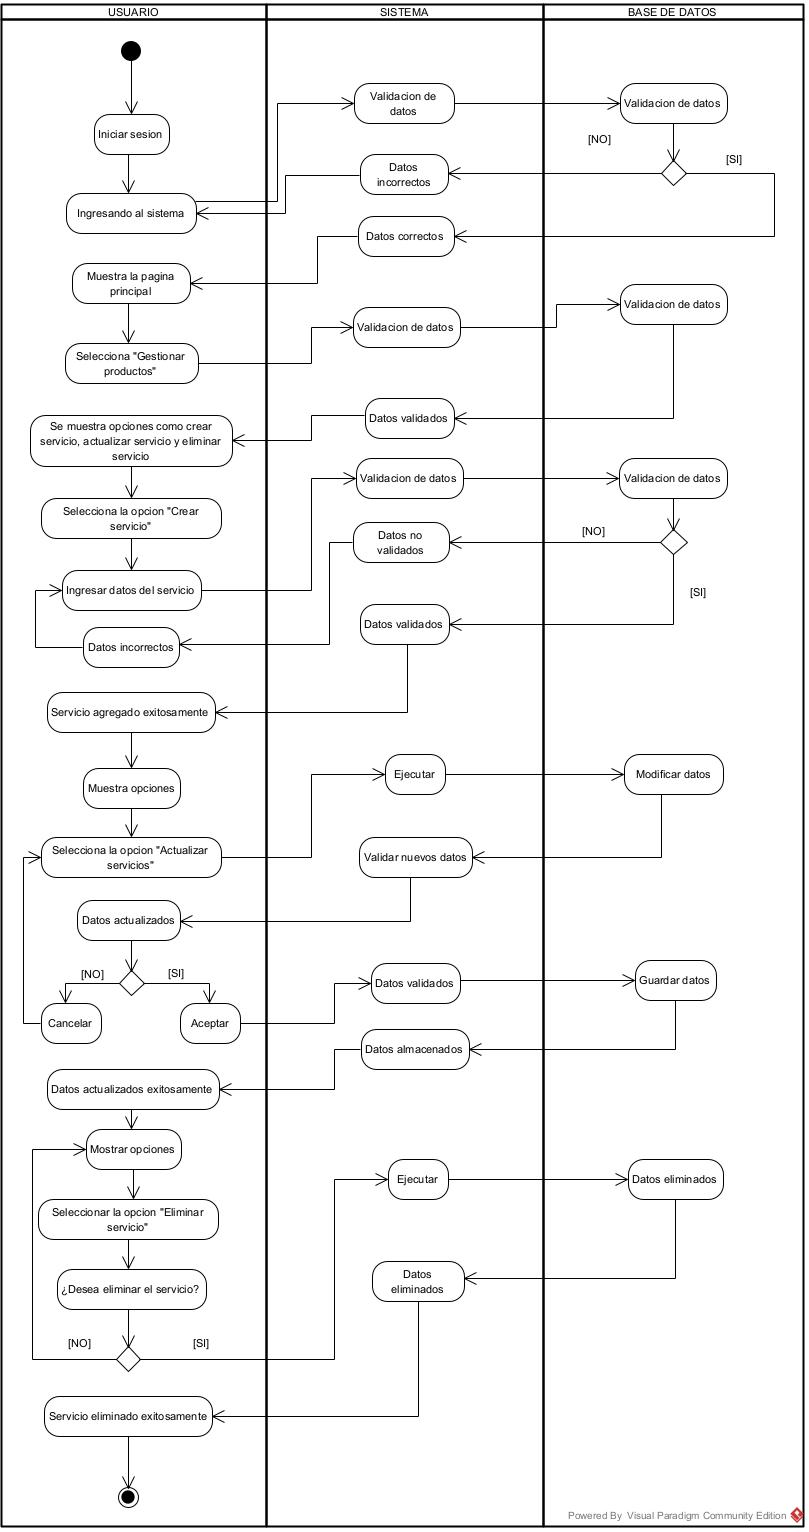 USUARIO
SISTEMA
BASE DE DATOS
Iniciar sesion
Ingresando al sistema
Validacion de
datos
Validacion de datos
[NO]
[SI]
Datos
incorrectos
Datos correctos
Muestra la pagina
principal
Selecciona "Gestionar
productos"
Validacion de datos
Validacion de datos
Datos validados
Se muestra opciones como crear
servicio, actualizar servicio y eliminar
servicio
Selecciona la opcion "Crear
servicio"
Ingresar datos del servicio
Validacion de datos
Validacion de datos
[NO]
[SI]
Datos no
validados
Datos incorrectos
Datos validados
Servicio agregado exitosamente
Muestra opciones
Selecciona la opcion "Actualizar
servicios"
Ejecutar
Modificar datos
Validar nuevos datos
Datos actualizados
[NO]
[SI]
Cancelar
Aceptar
Datos validados
Guardar datos
Datos almacenados
Datos actualizados exitosamente
Mostrar opciones
Seleccionar la opcion "Eliminar
servicio"
¿Desea eliminar el servicio?
[NO]
[SI]
Ejecutar
Datos eliminados
Datos
eliminados
Servicio eliminado exitosamente
Powered By Visual Paradigm Community Edition